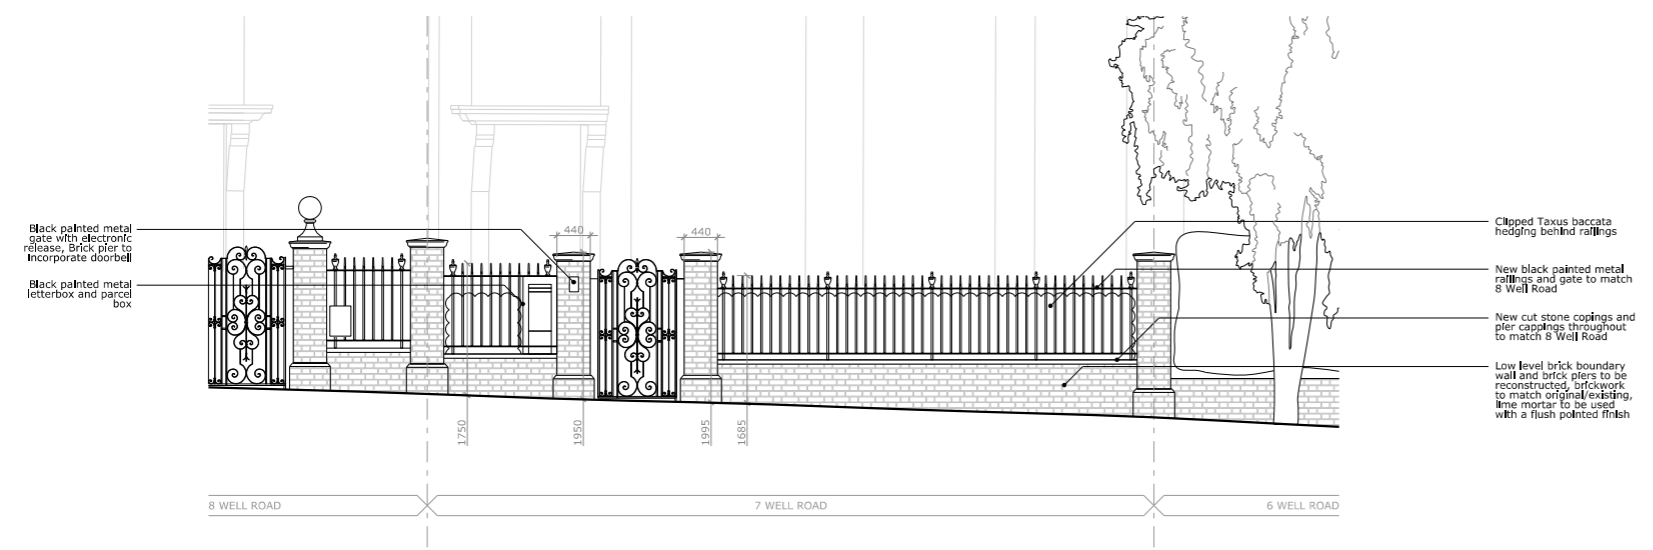 Black painted metal
gate with electronic
release, Brick pier to
incorporate doorbell
Black painted metal
letterbox and parcel
box
440
440
Clipped Taxus baccata
hedging behind railings
New black painted metal
railings and gate to match
8 Well Road
New cut stone copings and
pier cappings throughout
to match 8 Well Road
Low level brick boundary
wall and brick piers to be
reconstructed, brickwork
to match original/existing,
lime mortar to be used
with a flush pointed finish
1750
1950
1995
1685
8 WELL ROAD
7 WELL ROAD
6 WELL ROAD